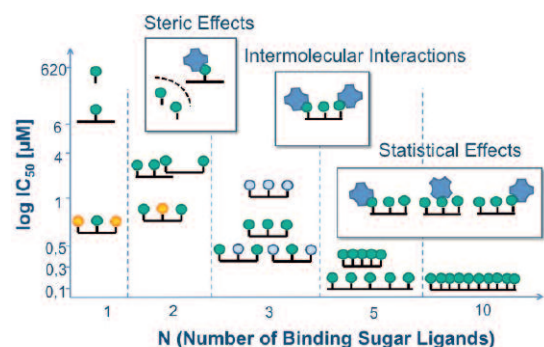 Steric Effects
Intermolecular Interactions
Statistical Effects
log IC50 [µM]
620
6
4
1
0,5
0,3
0,1
1 2 3 5 10
N (Number of Binding Sugar Ligands)